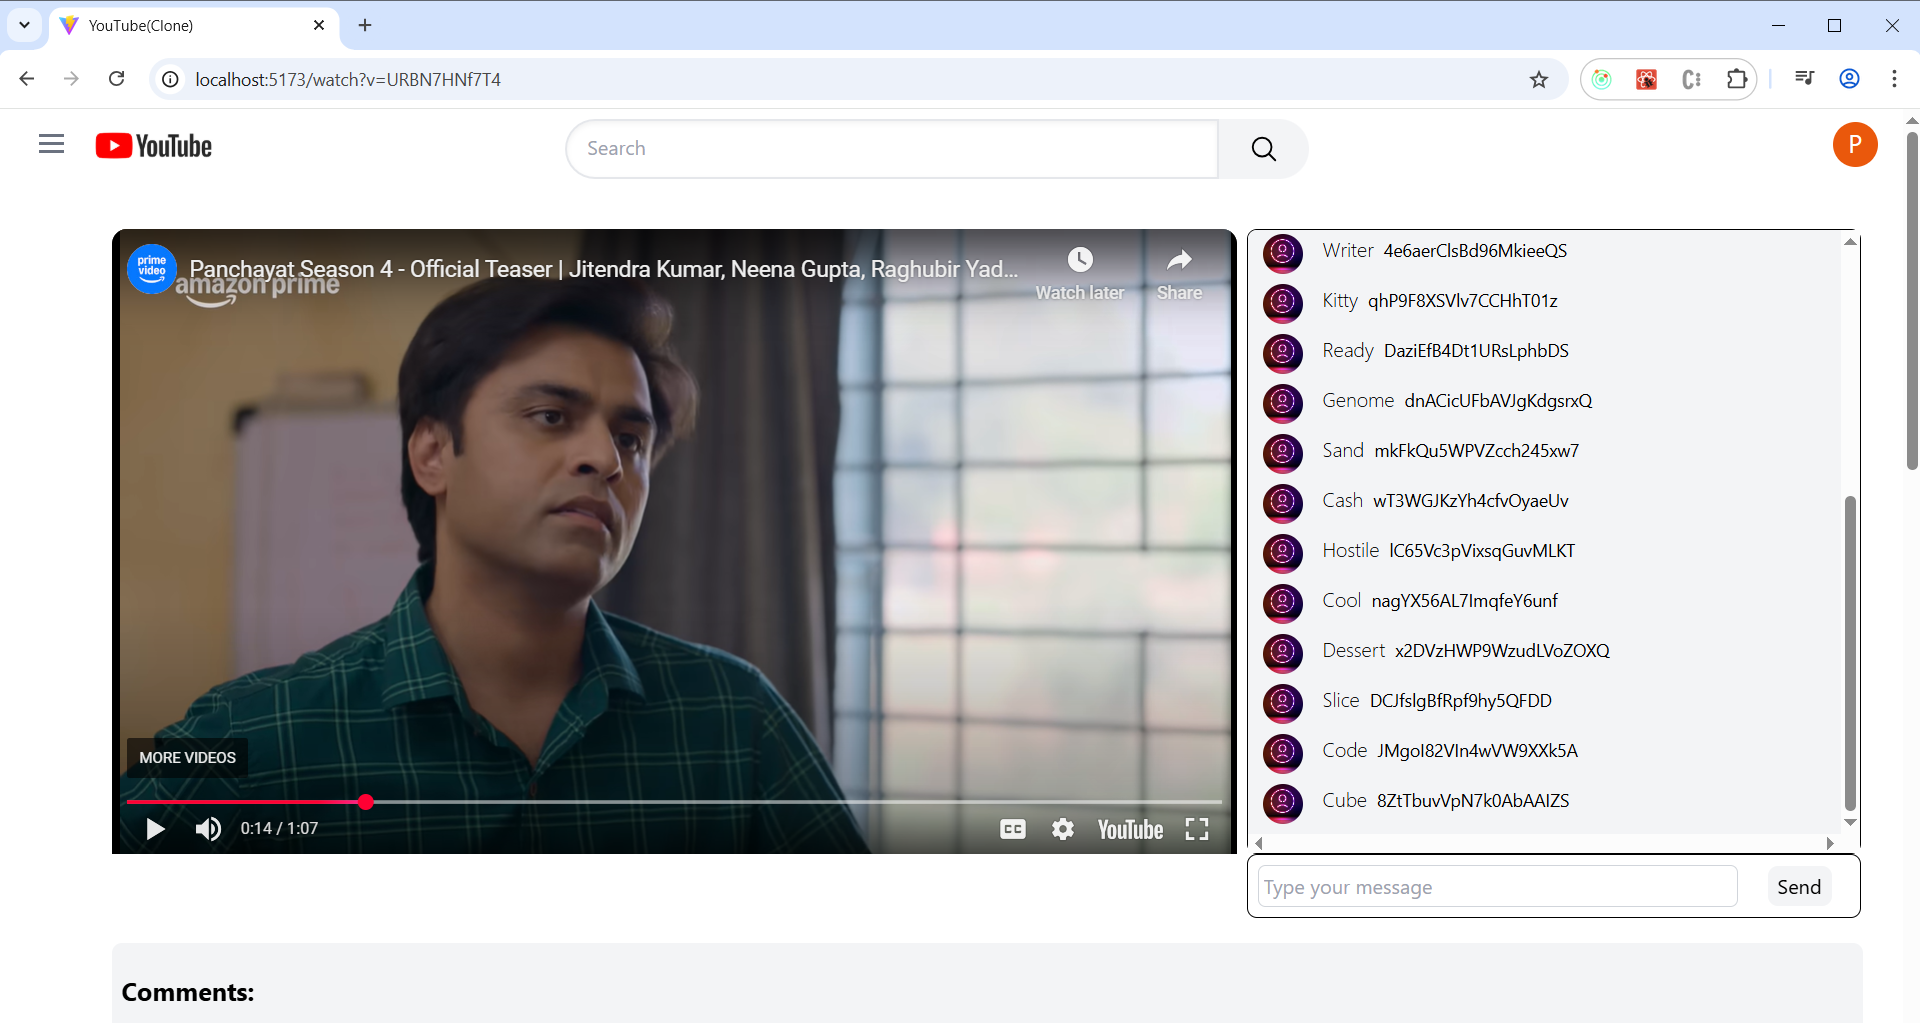 YouTube(Clone)
localhost:5173/watch?v=URBN7HNf7T4
YouTube
Search
P
prime
video
Panchayat Season 4 - Official Teaser | Jitendra Kumar, Neena Gupta, Raghubir Yad...
amazon prime
Watch later
Share
MORE VIDEOS
0:14 / 1:07
CC
YouTube
Writer 4e6aerClsBd96MkieeQS
Kitty qhP9F8XSVlv7CCHhT01z
Ready DaziEfB4Dt1URsLphbDS
Genome dnACicUFbAVJgKdgsrxQ
Sand mkFkQu5WPVZcch245xw7
Cash wT3WGJKzYh4cfvOyaeUv
Hostile lC65Vc3pVixsqGuvMLKT
Cool nagYX56AL7lmqfeY6unf
Dessert x2DVzHWP9WzudLVoZOXQ
Slice DCJfslgBfRpf9hy5QFDD
Code JMgol82VIn4wVW9XXk5A
Cube 8ZtTbuvVpN7k0AbAAIZS
Type your message
Send
Comments: